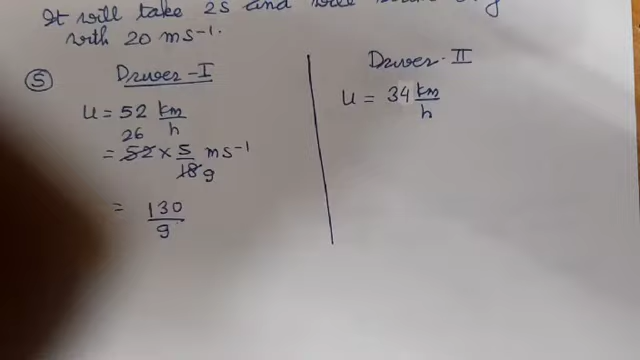 It will take 2s and will
with 20 ms⁻¹.
5 Driver-I
u = 52 km/h
26
= 52 × 5/18 ms⁻¹
9
= 130/9
Driver-II
u = 34 km/h